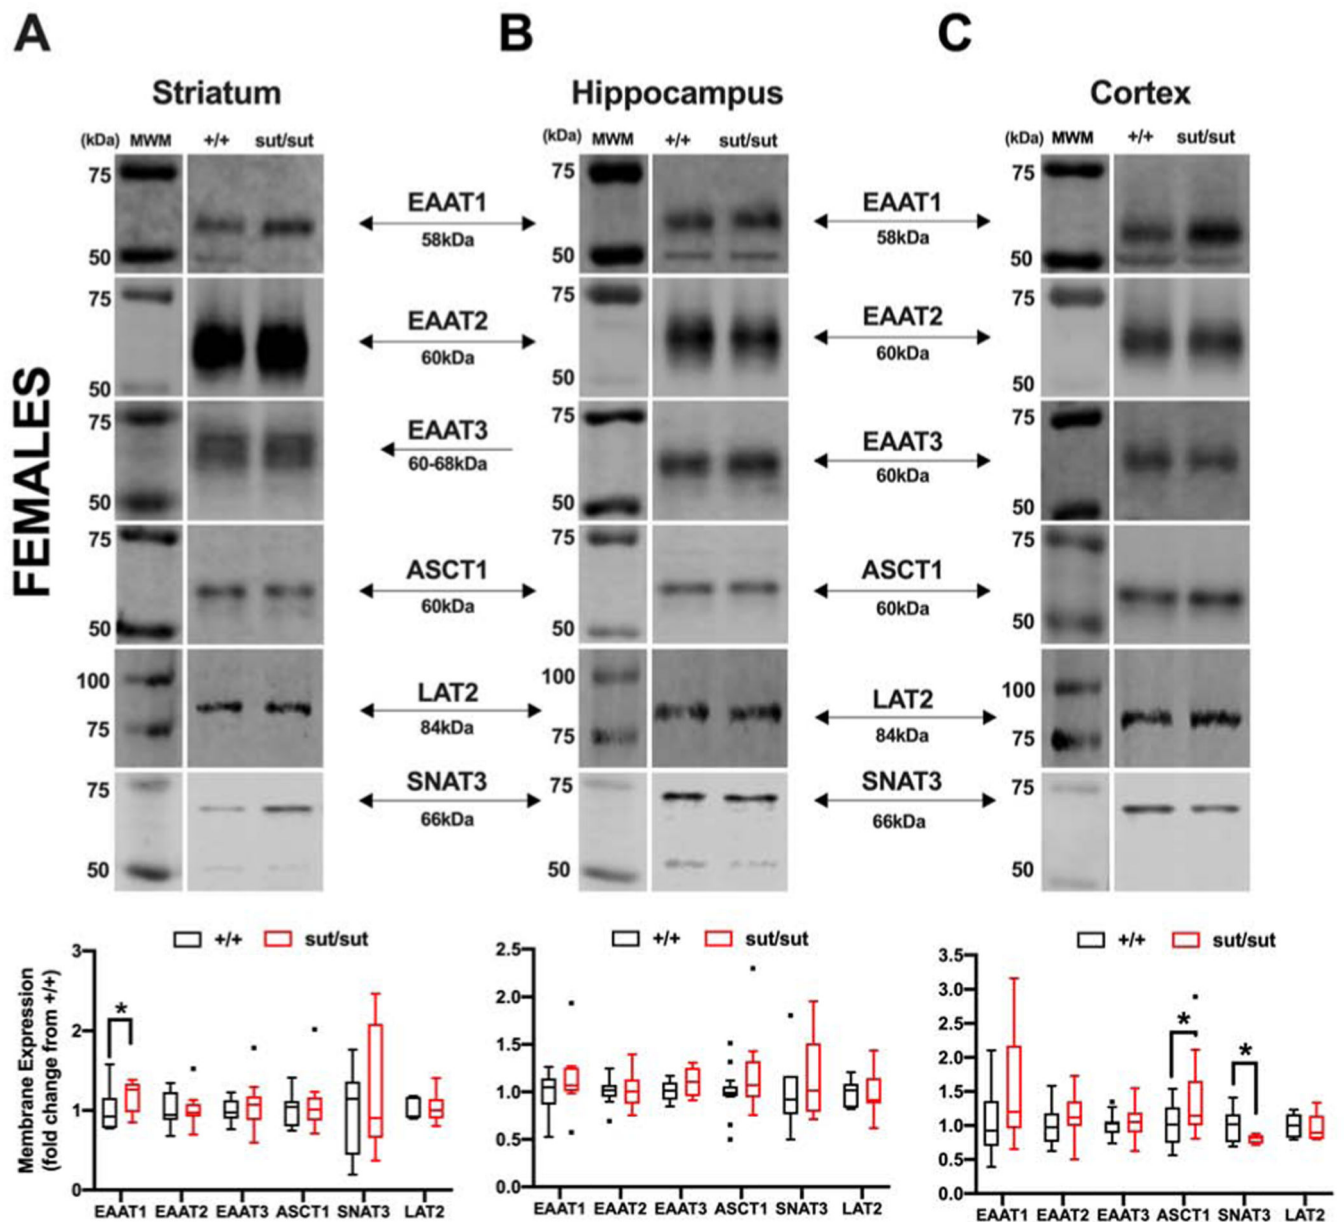 A
B
C
Striatum
Hippocampus
Cortex
(kDa) MWM +/+ sut/sut
(kDa) MWM +/+ sut/sut
(kDa) MWM +/+ sut/sut
FEMALES
75
75
75
EAAT1
EAAT1
58kDa
58kDa
50
50
50
75
75
75
EAAT2
EAAT2
60kDa
60kDa
50
50
50
75
75
75
EAAT3
EAAT3
60-68kDa
60kDa
50
50
50
75
75
75
ASCT1
ASCT1
60kDa
60kDa
50
50
50
100
100
100
LAT2
LAT2
84kDa
84kDa
75
75
75
SNAT3
SNAT3
75
75
75
66kDa
66kDa
50
50
50
+/+ sut/sut
Membrane Expression
(fold change from +/+)
3
2
1
0
*
EAAT1 EAAT2 EAAT3 ASCT1 SNAT3 LAT2
+/+ sut/sut
2.5
2.0
1.5
1.0
0.5
0.0
EAAT1 EAAT2 EAAT3 ASCT1 SNAT3 LAT2
+/+ sut/sut
3.5
3.0
2.5
2.0
1.5
1.0
0.5
0.0
*
*
EAAT1 EAAT2 EAAT3 ASCT1 SNAT3 LAT2